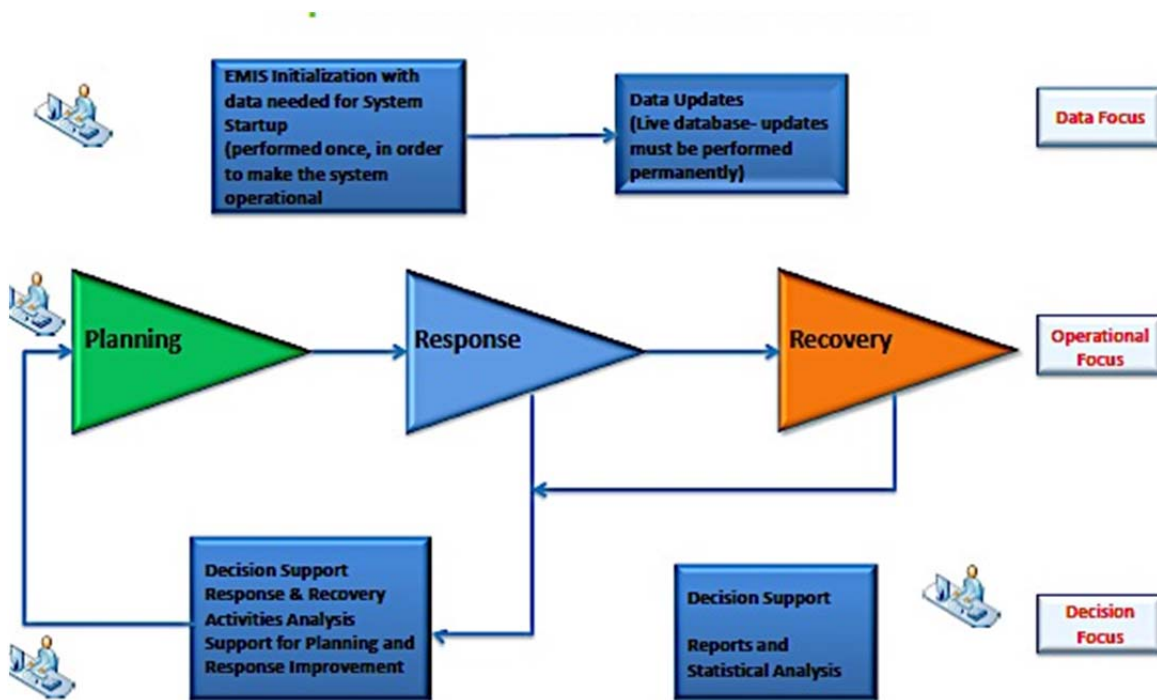 EMIS Initialization with
data needed for System
Startup
(performed once, in order
to make the system
operational
Data Updates
(Live database- updates
must be performed
permanently)
Data Focus
Planning
Response
Recovery
Operational
Focus
Decision Support
Response & Recovery
Activities Analysis
Support for Planning and
Response Improvement
Decision Support
Reports and
Statistical Analysis
Decision
Focus